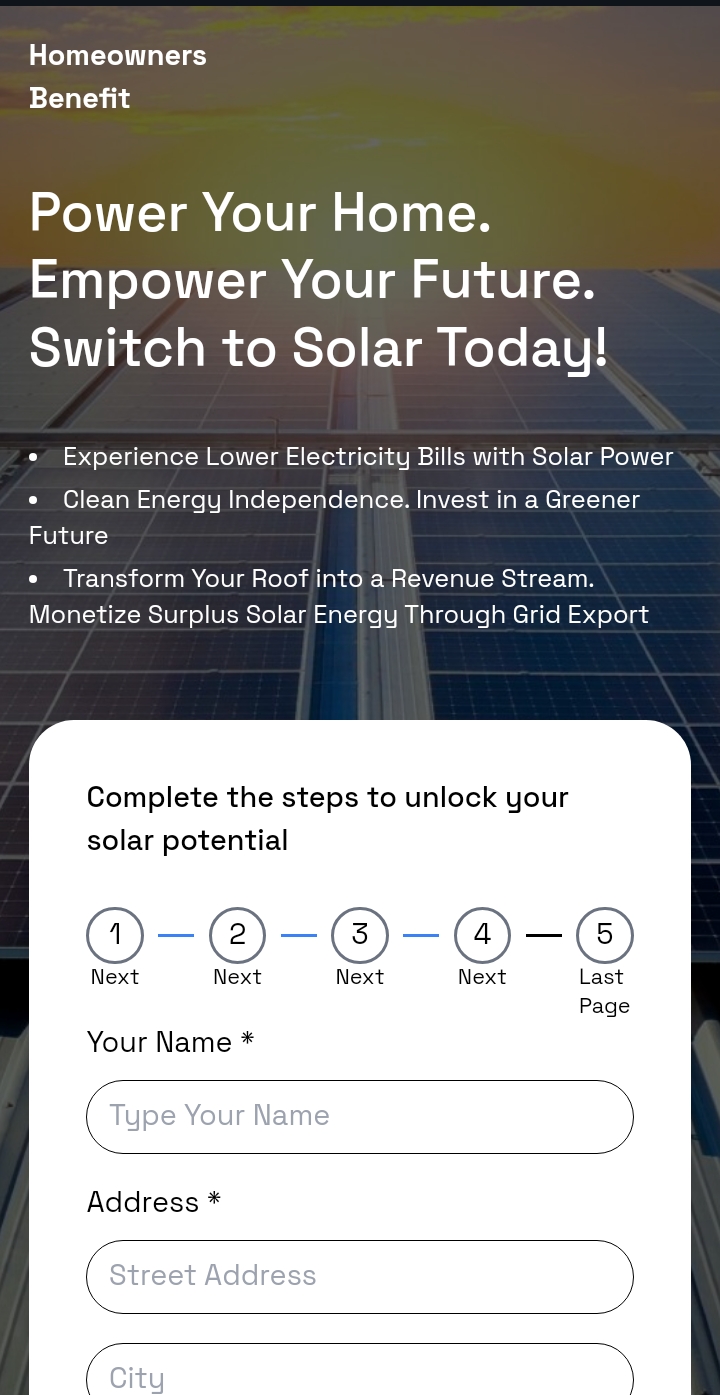 Homeowners
Benefit
Power Your Home.
Empower Your Future.
Switch to Solar Today!
• Experience Lower Electricity Bills with Solar Power
• Clean Energy Independence. Invest in a Greener
Future
• Transform Your Roof into a Revenue Stream.
Monetize Surplus Solar Energy Through Grid Export
Complete the steps to unlock your
solar potential
1 2 3 4 5
Next Next Next Next Last
Page
Your Name *
Type Your Name
Address *
Street Address
City